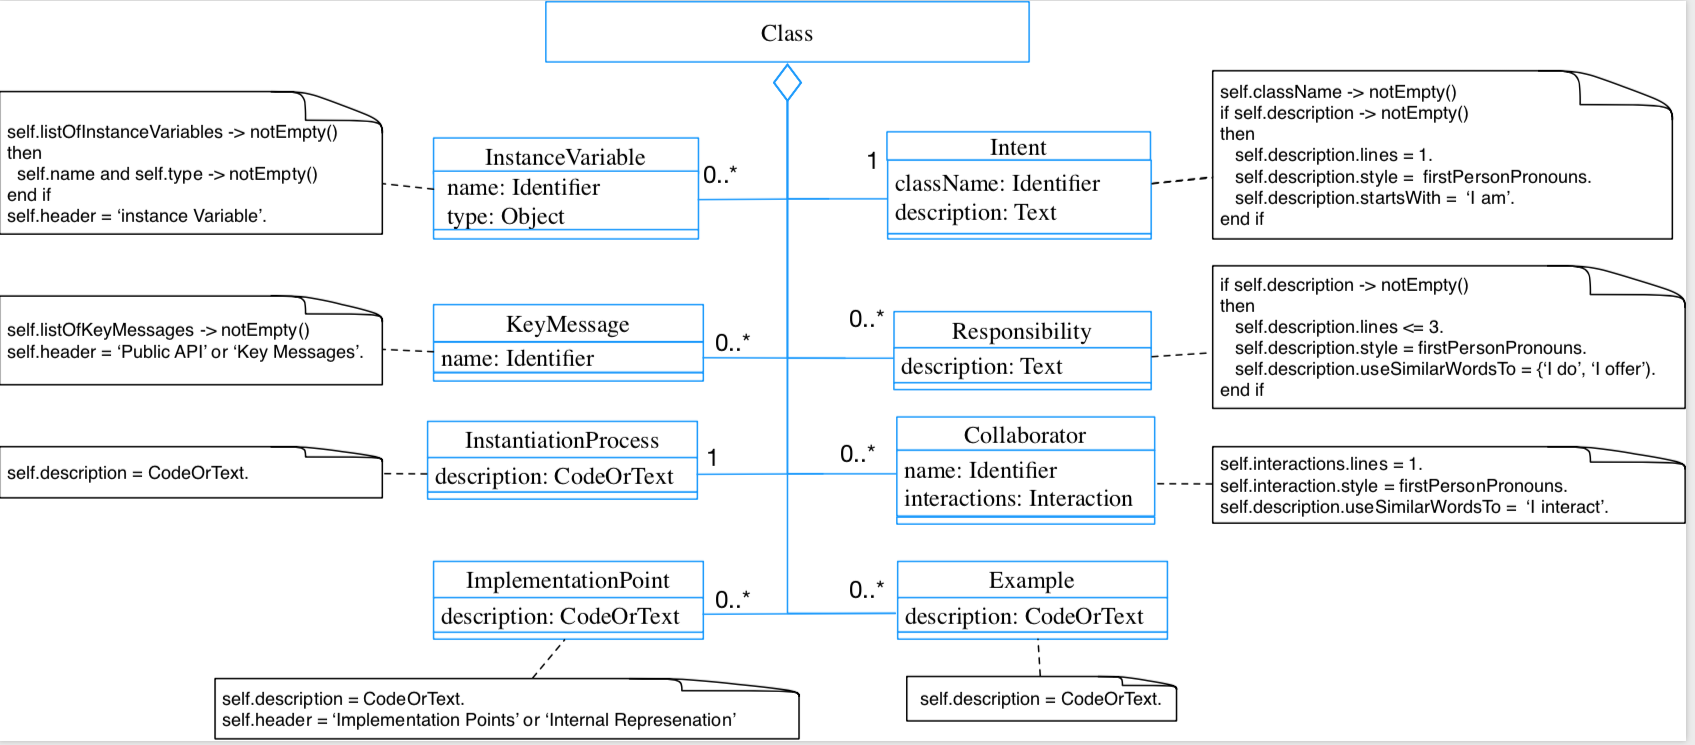 Class
self.listOfInstanceVariables -> notEmpty()
then
self.name and self.type -> notEmpty()
end if
self.header = ‘instance Variable’.
InstanceVariable
name: Identifier
type: Object
0..*
1
Intent
className: Identifier
description: Text
self.className -> notEmpty()
if self.description -> notEmpty()
then
self.description.lines = 1.
self.description.style = firstPersonPronouns.
self.description.startsWith = ‘I am’.
end if
self.listOfKeyMessages -> notEmpty()
self.header = ‘Public API’ or ‘Key Messages’.
KeyMessage
name: Identifier
0..*
0..*
Responsibility
description: Text
if self.description -> notEmpty()
then
self.description.lines <= 3.
self.description.style = firstPersonPronouns.
self.description.useSimilarWordsTo = {‘I do’, ‘I offer’).
end if
self.description = CodeOrText.
InstantiationProcess
description: CodeOrText
1
0..*
Collaborator
name: Identifier
interactions: Interaction
self.interactions.lines = 1.
self.interaction.style = firstPersonPronouns.
self.description.useSimilarWordsTo = ‘I interact’.
ImplementationPoint
description: CodeOrText
0..*
0..*
Example
description: CodeOrText
self.description = CodeOrText.
self.header = ‘Implementation Points’ or ‘Internal Represenation’
self.description = CodeOrText.